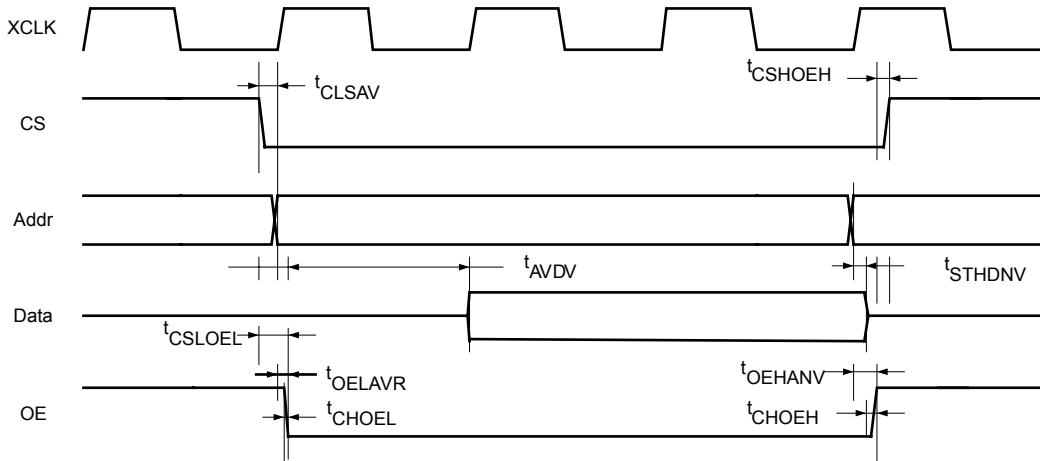 XCLK
tCLSAV
tCSHOEH
CS
Addr
tAVDV
tSTHDNV
Data
tCSLOEL
tOELAVR
tOEHANV
OE
tCHOEL
tCHOEH